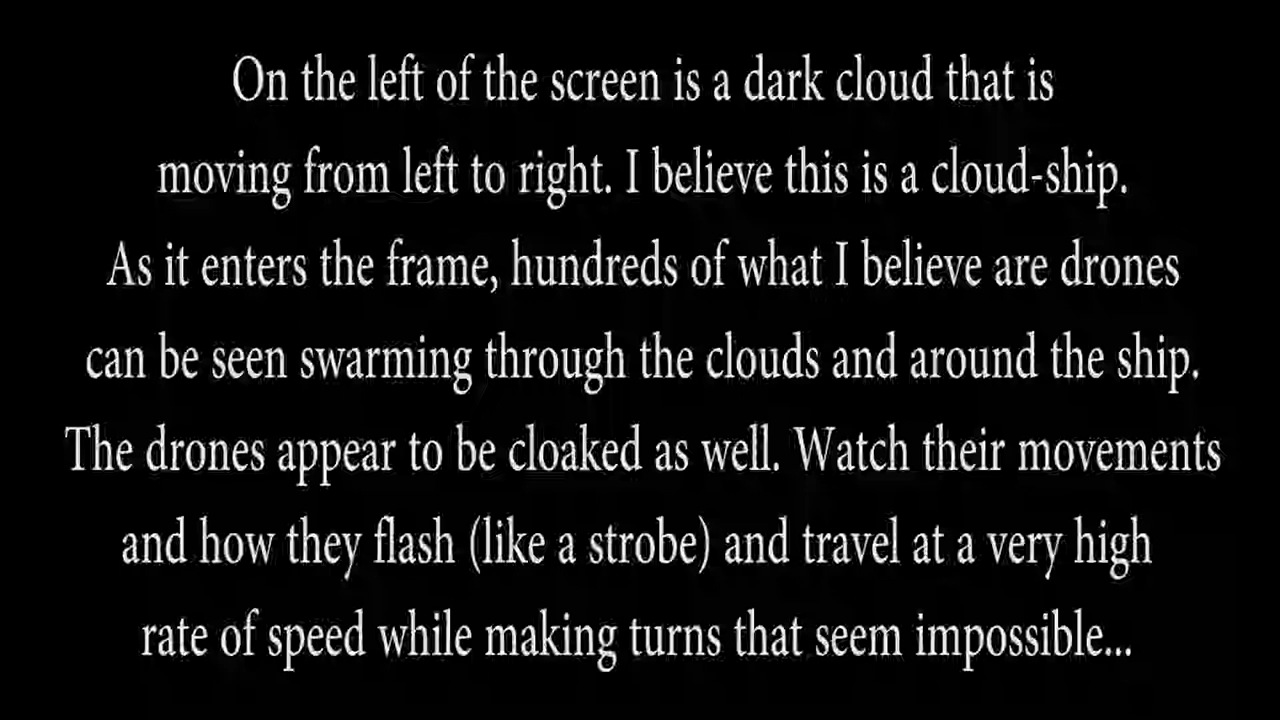 On the left of the screen is a dark cloud that is
moving from left to right. I believe this is a cloud-ship.
As it enters the frame, hundreds of what I believe are drones
can be seen swarming through the clouds and around the ship.
The drones appear to be cloaked as well. Watch their movements
and how they flash (like a strobe) and travel at a very high
rate of speed while making turns that seem impossible...